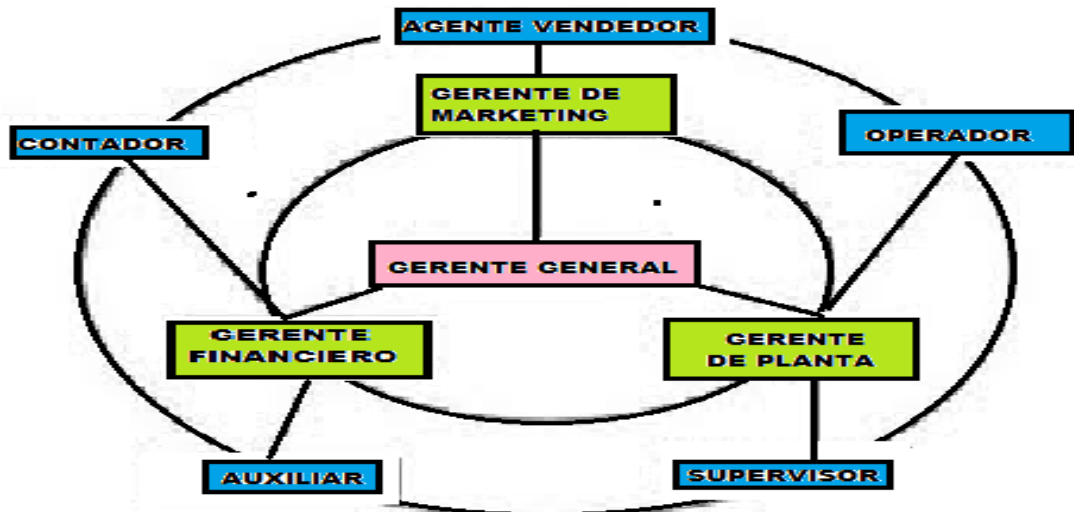 AGENTE VENDEDOR
GERENTE DE
MARKETING
CONTADOR
OPERADOR
GERENTE GENERAL
GERENTE
FINANCIERO
GERENTE
DE PLANTA
AUXILIAR
SUPERVISOR